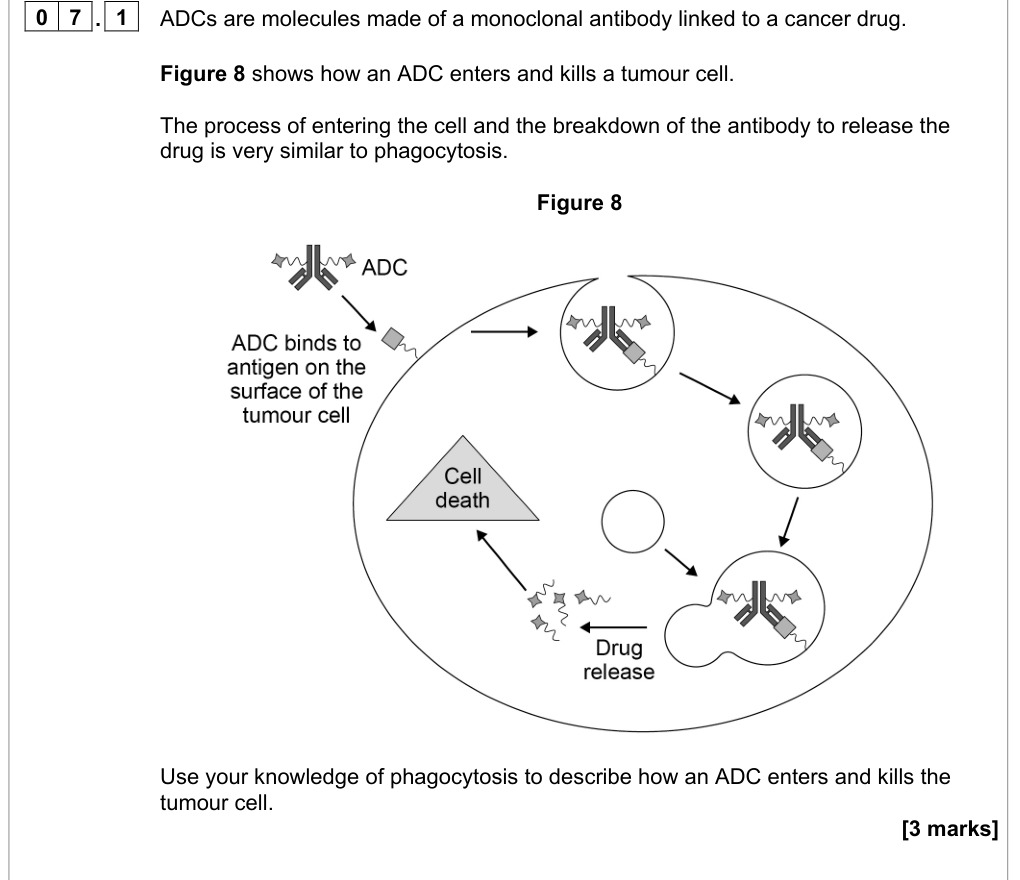 07.1 ADCs are molecules made of a monoclonal antibody linked to a cancer drug.
Figure 8 shows how an ADC enters and kills a tumour cell.
The process of entering the cell and the breakdown of the antibody to release the
drug is very similar to phagocytosis.
Figure 8
ADC
ADC binds to
antigen on the
surface of the
tumour cell
Cell
death
Drug
release
Use your knowledge of phagocytosis to describe how an ADC enters and kills the
tumour cell.
[3 marks]